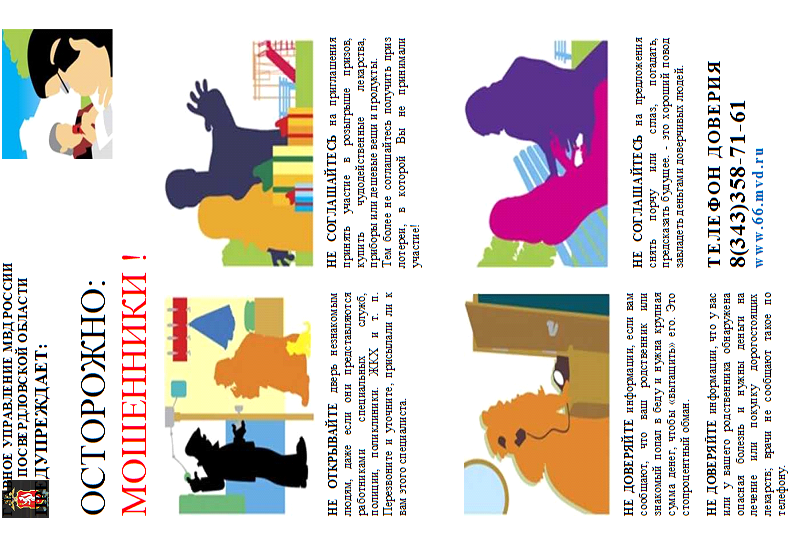 УПРАВЛЕНИЕ МВД РОССИИ
ПО СВЕРДЛОВСКОЙ ОБЛАСТИ
ОСТОРОЖНО:
МОШЕННИКИ !
НЕ ОТКРЫВАЙТЕ дверь незнакомым
людям, даже если они представляются
работниками специальных служб,
полиции, поликлиники, ЖКСХ и т. п.
Перезвоните и уточните, присылали ли к
вам этого специалиста.
НЕ СОГЛАШАЙТЕСЬ на приглашения
принять участие в розыгрыше призов,
купить чудодейственные лекарства,
приборы или дешевые вещи и продукты.
Тем более не соглашайтесь получить приз
лотереи, в которой Вы не принимали
участие!
НЕ ДОВЕРЯЙТЕ информации, если вам
сообщают, что ваш родственник или
знакомый попал в беду и нужна крупная
сумма денег, чтобы «вытащить» его. Это
стопроцентный обман.
НЕ ДОВЕРЯЙТЕ информации, что у вас
или у вашего родственника обнаружена
опасная болезнь и нужны деньги на
лечение или покупку дорогостоящих
лекарств; врачи не сообщают такое по
телефону.
НЕ СОГЛАШАЙТЕСЬ на предложения
снять порчу или сглаз, погадать,
предсказать будущее. - это хороший повод
завладеть деньгами доверчивых людей.
ТЕЛЕФОН ДОВЕРИЯ
8(343)358-71-61
www.66.mvd.ru